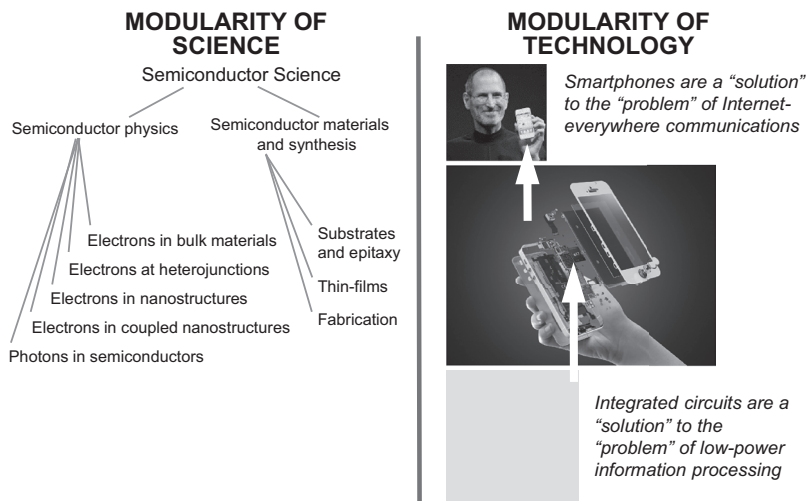 MODULARITY OF
SCIENCE
Semiconductor Science
Semiconductor physics
Semiconductor materials
and synthesis
Electrons in bulk materials
Electrons at heterojunctions
Electrons in nanostructures
Electrons in coupled nanostructures
Photons in semiconductors
Substrates
and epitaxy
Thin-films
Fabrication
MODULARITY OF
TECHNOLOGY
Smartphones are a “solution”
to the “problem” of Internet-
everywhere communications
Integrated circuits are a
“solution” to the
“problem” of low-power
information processing